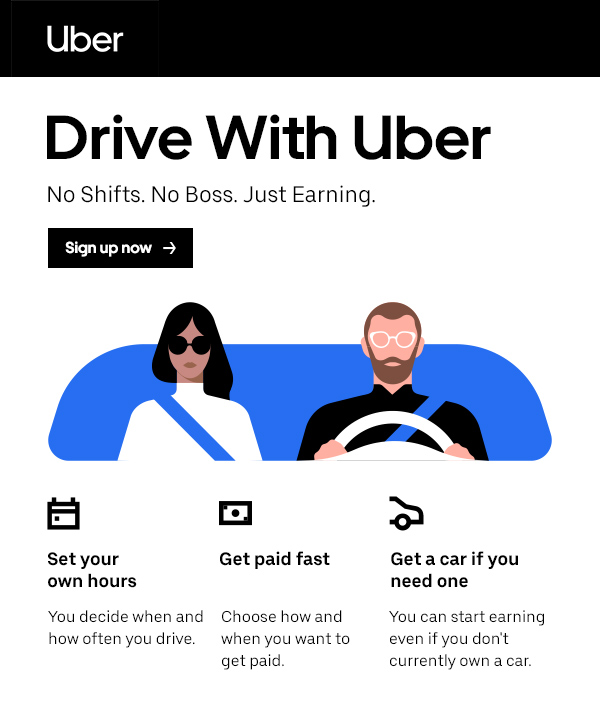 Uber
Drive With Uber
No Shifts. No Boss. Just Earning.
Sign up now →
Set your
own hours
You decide when and
how often you drive.
Get paid fast
Choose how and
when you want to
get paid.
Get a car if you
need one
You can start earning
even if you don't
currently own a car.